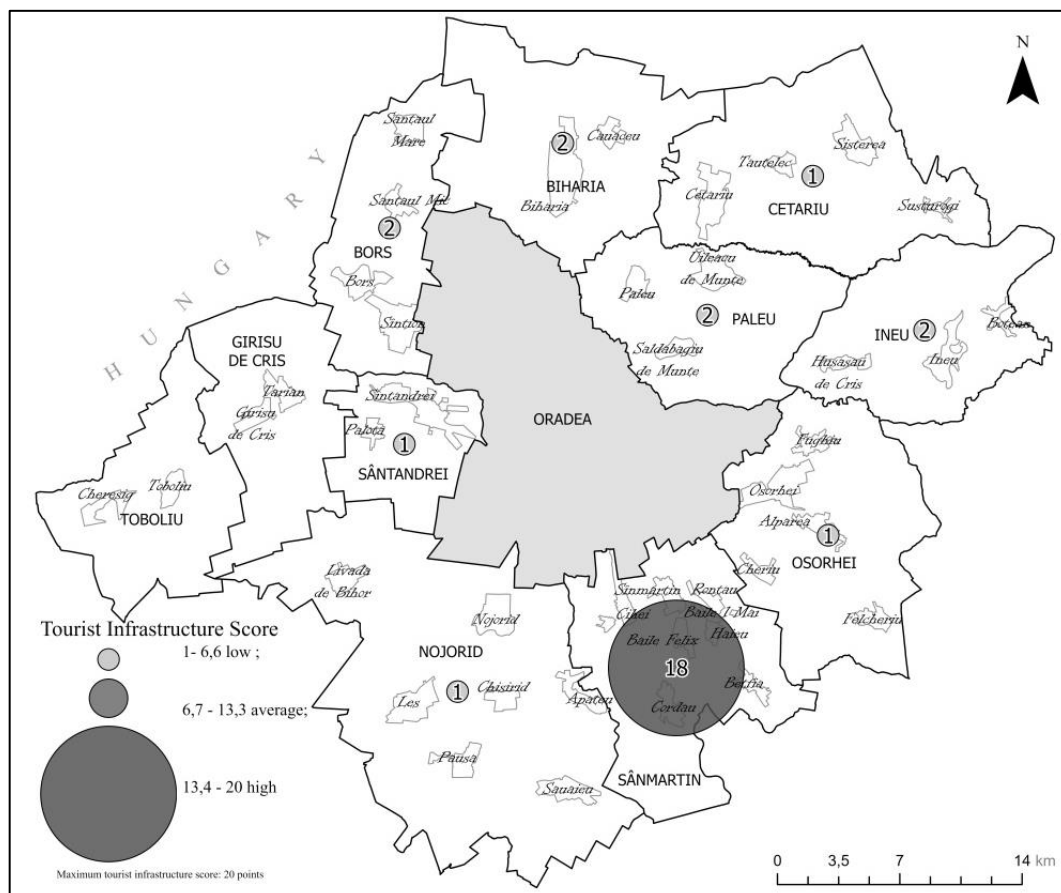 N
HUNGARY
Santaul
Mare
Cauaceu
2
BIHARIA
Biharia
Sisterea
Tautelec
1
Cetariu
CETARIU
Susturogi
Santaul Mic
2
BORS
Bors
Sintion
Uileacu
de Munte
Paleu
2
PALEU
Saldabagiu
de Munte
INEU
2
Botean
Ineu
Husasau
de Cris
GIRISU
DE CRIS
Tarian
Girisu
de Cris
Sintandrei
Palota
1
SÂNTANDREI
ORADEA
Cheresig
Toboliu
TOBOLIU
Fughiu
Osorhei
Alparea
1
OSORHEI
Cheriu
Felcheriu
Livada
de Bihor
Nojorid
NOJORID
1
Chisirid
Les
Apateu
Pausa
Sauaieu
Sinmartin
Rontau
Cihei
Baile 1 Mai
Haieu
Baile Felix
18
Betfia
Cordau
SÂNMARTIN
Tourist Infrastructure Score
1- 6,6 low ;
6,7 - 13,3 average;
13,4 - 20 high
Maximum tourist infrastructure score: 20 points
0 3,5 7 14 km